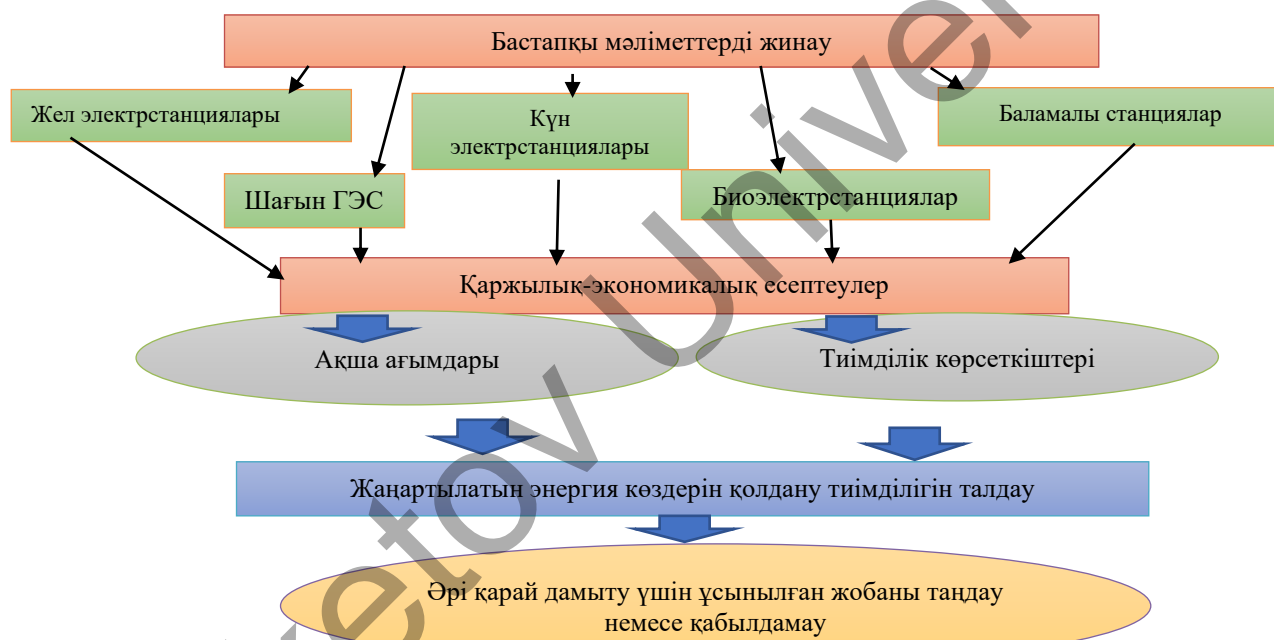 Бастапқы мәліметтерді жинау
Жел электрстанциялары
Күн
электрстанциялары
Баламалы станциялар
Шағын ГЭС
Биоэлектрстанциялар
Қаржылық-экономикалық есептеулер
Ақша ағымдары
Тиімділік көрсеткіштері
Жаңартылатын энергия көздерін қолдану тиімділігін талдау
Әрі қарай дамыту үшін ұсынылған жобаны таңдау
немесе қабылдамау